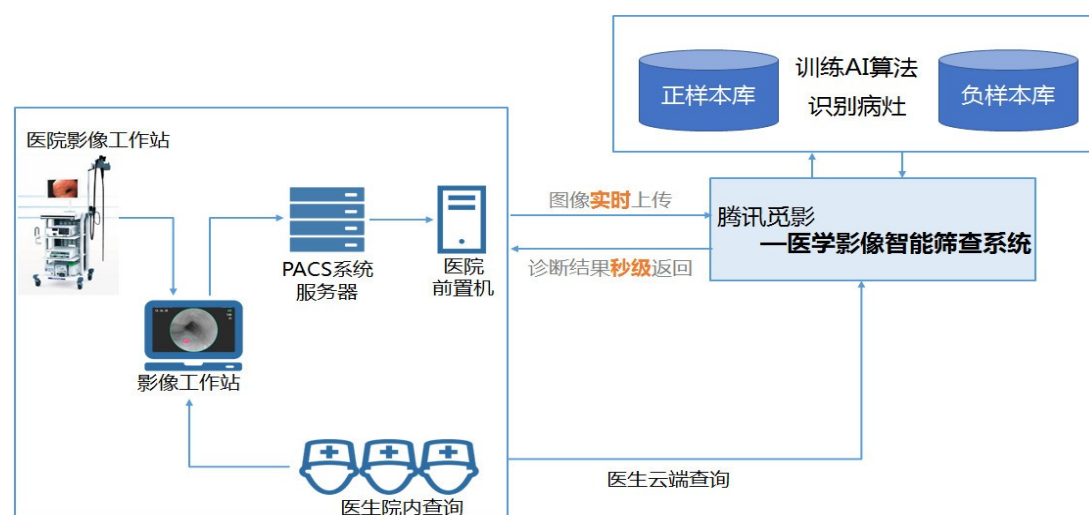 训练AI算法
识别病灶
正样本库
负样本库
医院影像工作站
图像实时上传
腾讯觅影
—医学影像智能筛查系统
诊断结果秒级返回
PACS系统
服务器
医院
前置机
影像工作站
医生云端查询
医生院内查询